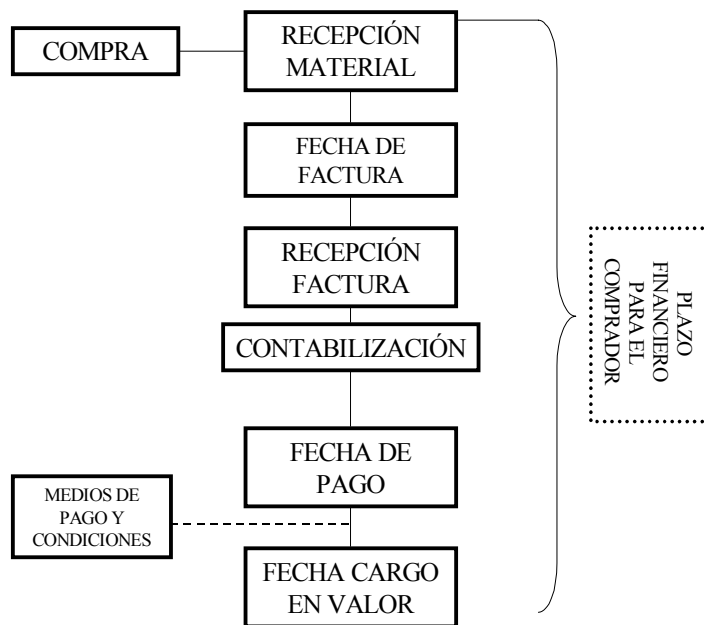 COMPRA
RECEPCIÓN
MATERIAL
FECHA DE
FACTURA
RECEPCIÓN
FACTURA
CONTABILIZACIÓN
FECHA DE
PAGO
MEDIOS DE
PAGO Y
CONDICIONES
FECHA CARGO
EN VALOR
PLAZO
FINANCIERO
PARA EL
COMPRADOR